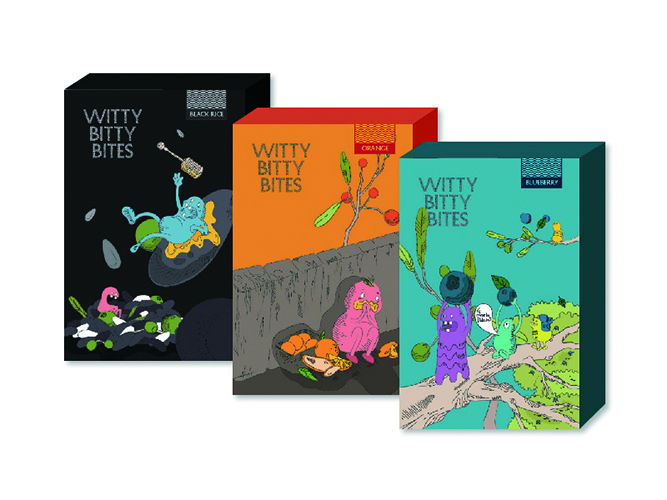 WITTY
BITTY
BITES
BLACK RICE
WITTY
BITTY
BITES
ORANGE
WITTY
BITTY
BITES
BLUEBERRY